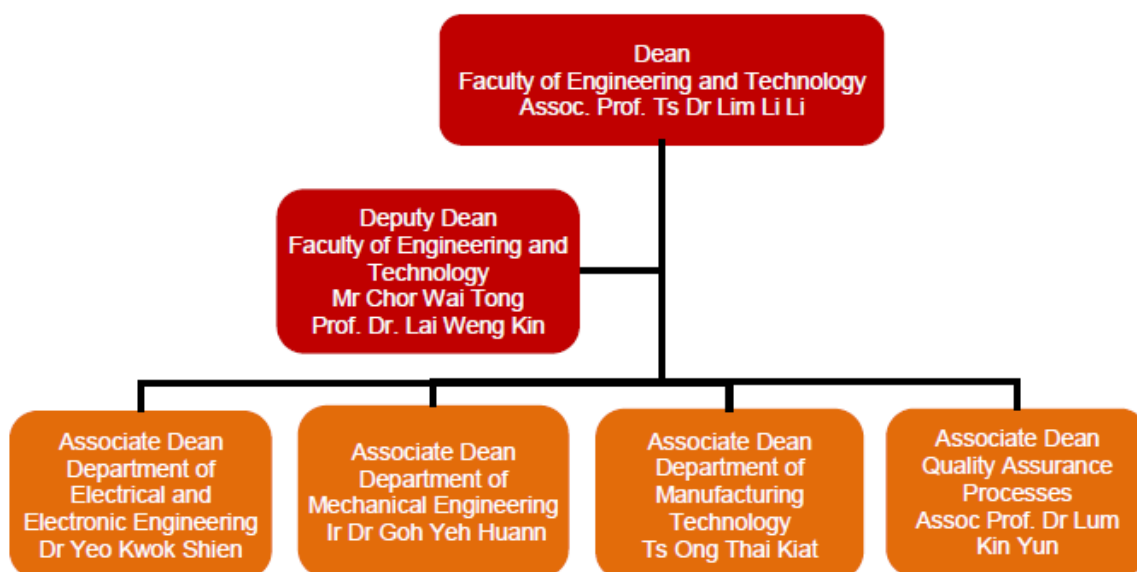 Dean
Faculty of Engineering and Technology
Assoc. Prof. Ts Dr Lim Li Li
Deputy Dean
Faculty of Engineering and
Technology
Mr Chor Wai Tong
Prof. Dr. Lai Weng Kin
Associate Dean
Department of
Electrical and
Electronic Engineering
Dr Yeo Kwok Shien
Associate Dean
Department of
Mechanical Engineering
Ir Dr Goh Yeh Huann
Associate Dean
Department of
Manufacturing
Technology
Ts Ong Thai Kiat
Associate Dean
Quality Assurance
Processes
Assoc Prof. Dr Lum
Kin Yun